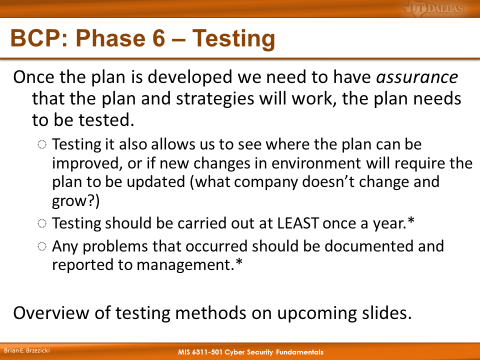 UT DALLAS
BCP: Phase 6 – Testing
Once the plan is developed we need to have assurance
that the plan and strategies will work, the plan needs
to be tested.
Testing it also allows us to see where the plan can be
improved, or if new changes in environment will require the
plan to be updated (what company doesn't change and
grow?)
Testing should be carried out at LEAST once a year.*
Any problems that occurred should be documented and
reported to management.*
Overview of testing methods on upcoming slides.
Brian E. Brzezicki
MIS 6311-501 Cyber Security Fundamentals